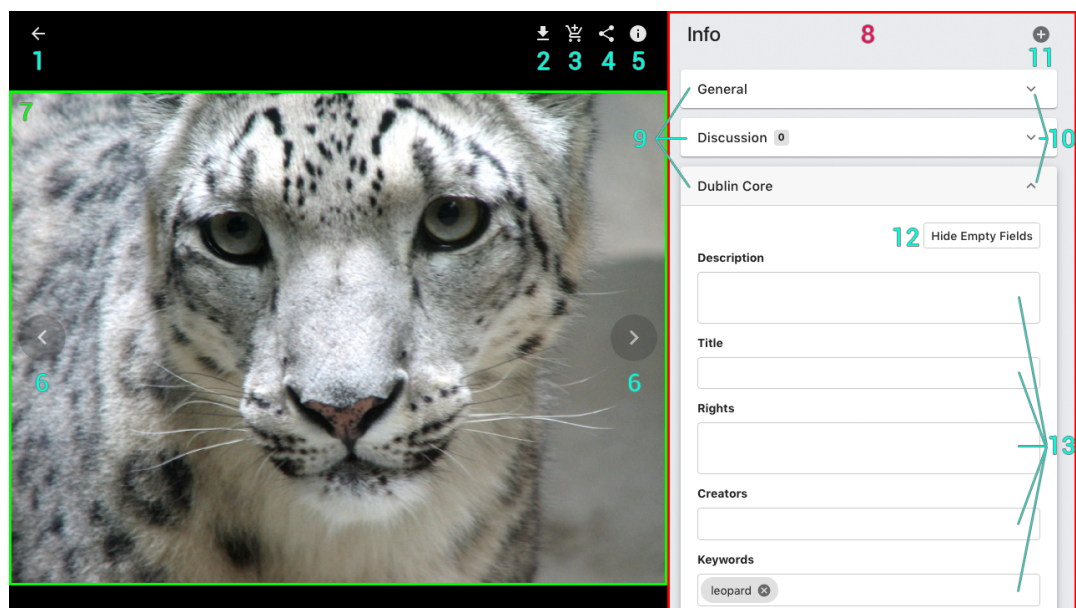 Info 8
1 2 3 4 5 11
General
7
9 Discussion 0 10
Dublin Core
12 Hide Empty Fields
Description
Title
6 6
Rights
13
Creators
Keywords
leopard